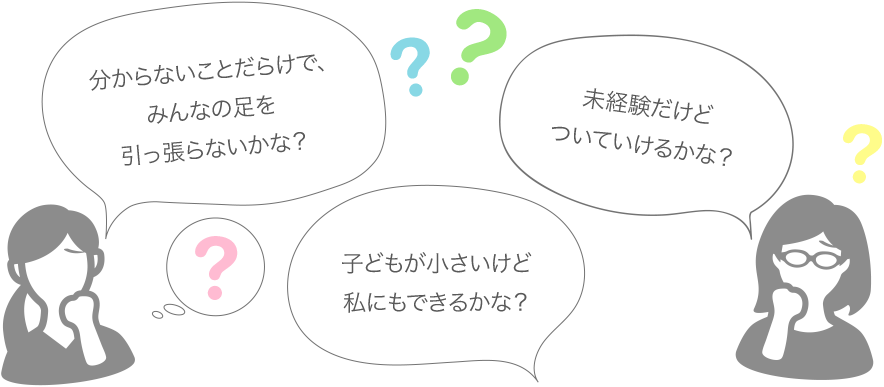 分からないことだらけで、
みんなの足を
引っ張らないかな？
?
?
未経験だけど
ついていけるかな？
?
?
子どもが小さいけど
私にもできるかな？